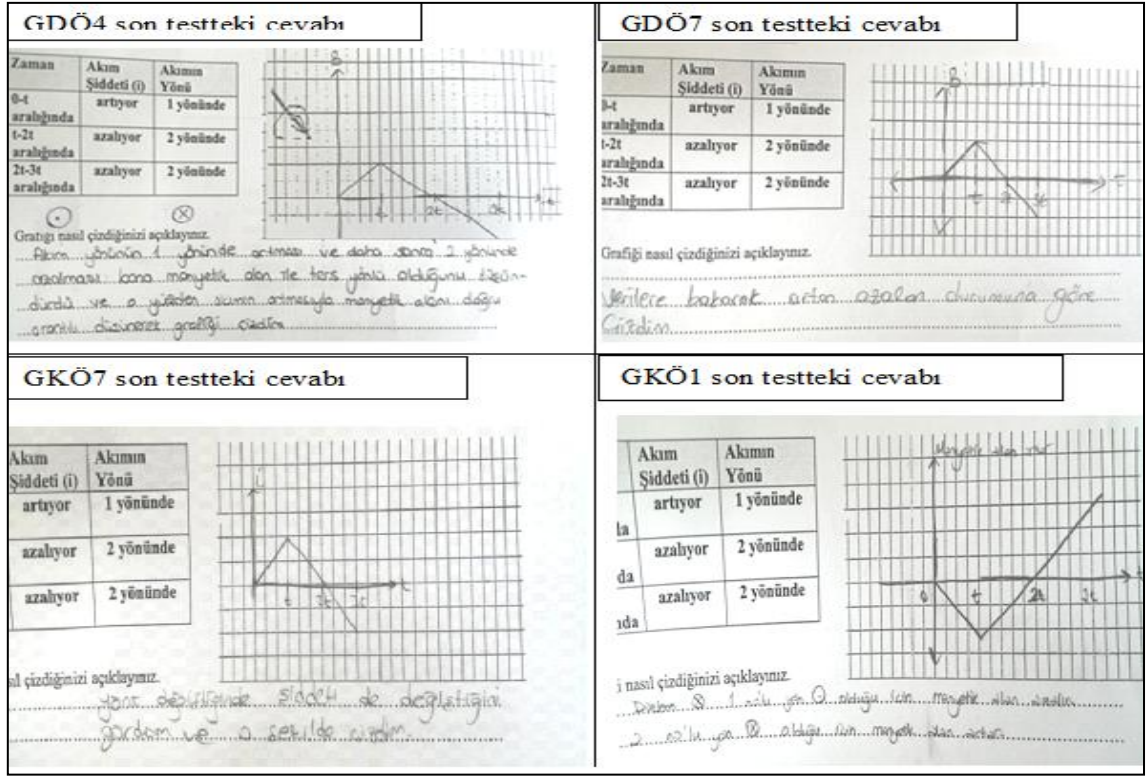 GDÖ4 son testteki cevabı
Zaman Akım Şiddeti (i) Akımın Yönü
0-t aralığında artıyor 1 yönünde
t-2t aralığında azalıyor 2 yönünde
2t-3t aralığında azalıyor 2 yönünde
B
t 2t 3t t
Grafiği nasıl çizdiğinizi açıklayınız.
Akım yönünün 1 yönünde artması ve daha sonra 2 yönünde
azalması bana manyetik alan ile ters yönlü olduğunu düşün-
dürdü ve o yüzden akımın artmasıyla manyetik alanı doğru
orantılı düşünerek grafiği çizdim
GDÖ7 son testteki cevabı
Zaman Akım Şiddeti (i) Akımın Yönü
0-t aralığında artıyor 1 yönünde
t-2t aralığında azalıyor 2 yönünde
2t-3t aralığında azalıyor 2 yönünde
B
t 2t 3t t
Grafiği nasıl çizdiğinizi açıklayınız.
Verilere bakarak artan azalan durumuna göre
Çizdim
GKÖ7 son testteki cevabı
Akım Şiddeti (i) Akımın Yönü
artıyor 1 yönünde
azalıyor 2 yönünde
azalıyor 2 yönünde
i
t 2t t
sıl çizdiğinizi açıklayınız.
yönü değiştiğinde şiddeti de değiştiğini
gördüm ve o şekilde çizdim.
GKÖ1 son testteki cevabı
Akım Şiddeti (i) Akımın Yönü
la artıyor 1 yönünde
da azalıyor 2 yönünde
nda azalıyor 2 yönünde
Manyetik alan
0 t 2t t
i nasıl çizdiğinizi açıklayınız.
1 yön olduğu için manyetik alan azalır.
2 yön olduğu için manyetik alan artar.